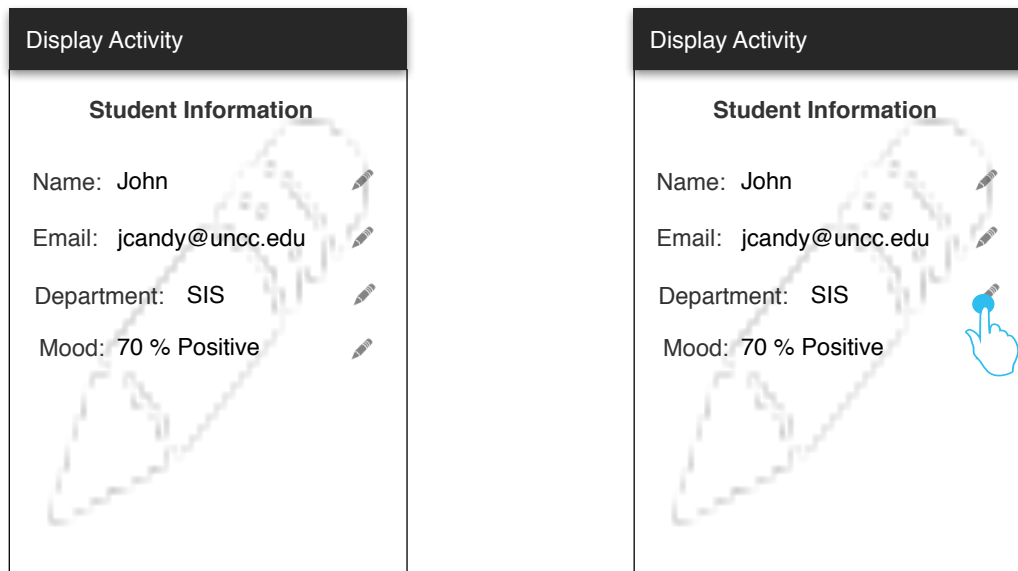 Display Activity
Student Information
Name: John
Email: jcandy@uncc.edu
Department: SIS
Mood: 70 % Positive
Display Activity
Student Information
Name: John
Email: jcandy@uncc.edu
Department: SIS
Mood: 70 % Positive